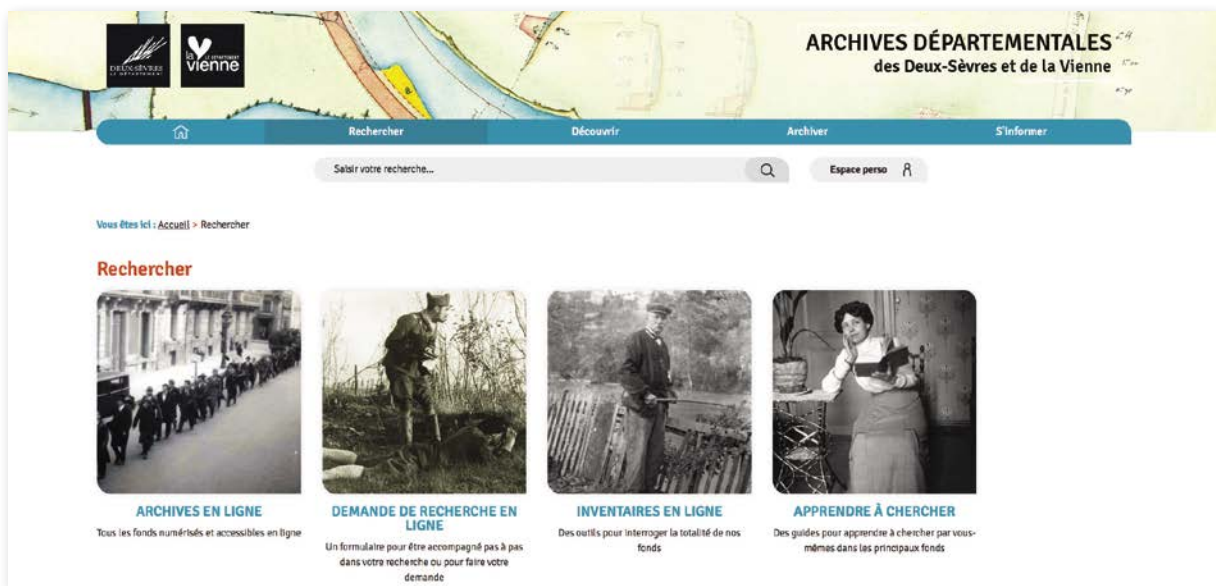 DEUX-SÈVRES
LE DÉPARTEMENT
la
LE DÉPARTEMENT
vienne
ARCHIVES DÉPARTEMENTALES
des Deux-Sèvres et de la Vienne
Rechercher Découvrir Archiver S'informer
Saisir votre recherche... Espace perso
Vous êtes ici : Accueil > Rechercher
Rechercher
ARCHIVES EN LIGNE
Tous les fonds numérisés et accessibles en ligne
DEMANDE DE RECHERCHE EN
LIGNE
Un formulaire pour être accompagné pas à pas
dans votre recherche ou pour faire votre
demande
INVENTAIRES EN LIGNE
Des outils pour interroger la totalité de nos
fonds
APPRENDRE À CHERCHER
Des guides pour apprendre à chercher par vous-
mêmes dans les principaux fonds